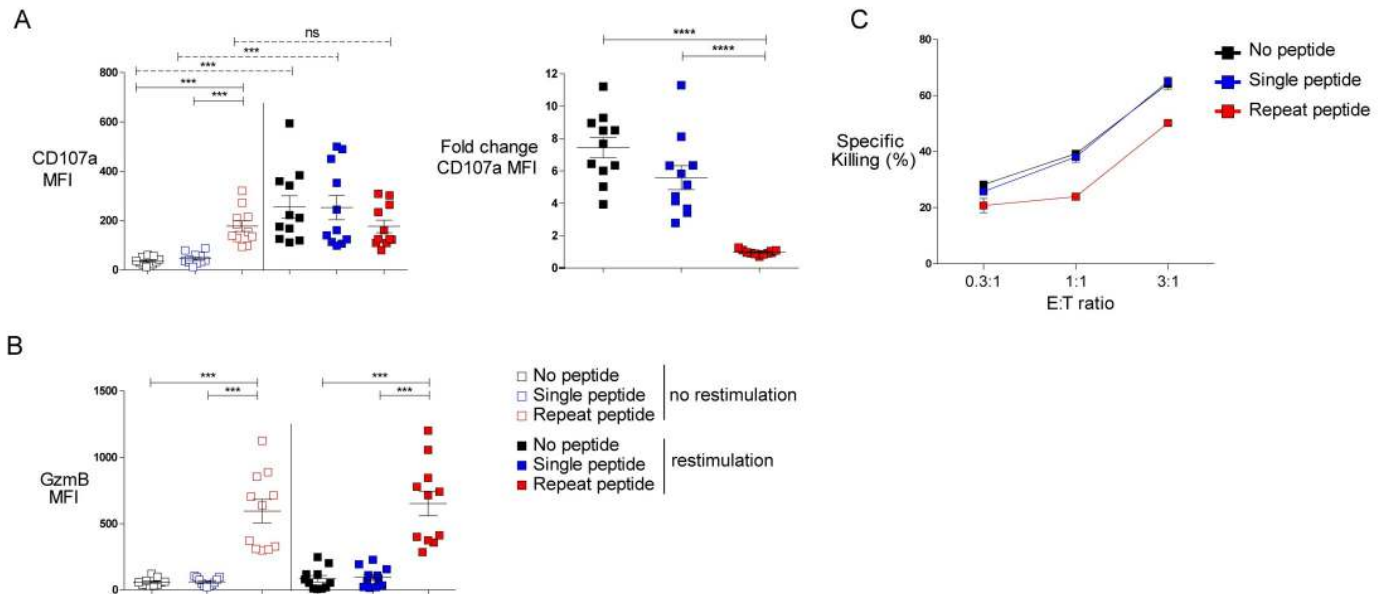 A
ns
***
***
***
***
800
600
400
200
0
CD107a
MFI
****
****
12
10
8
6
4
2
0
Fold change
CD107a MFI
C
80
60
40
20
0
Specific
Killing (%)
0.3:1 1:1 3:1
E:T ratio
No peptide
Single peptide
Repeat peptide
B
*** ***
*** ***
1500
1000
500
0
GzmB
MFI
No peptide
Single peptide
Repeat peptide
no restimulation
No peptide
Single peptide
Repeat peptide
restimulation